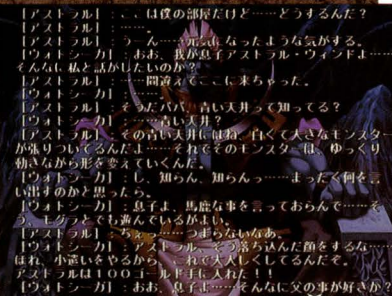 [アストラル]：ここは僕の部屋だけど……どうするんだ？
[アストラル]：……。
[アストラル]：うーん……元気になったような気がする。
[ウォトシーカ]：おお、我が息子アストラル・ウィンドよ…
そんなに私と話がしたいのか？
[アストラル]：……間違えてここに来ちゃった。
[ウォトシーカ]：……。
[アストラル]：そうだパパ、青い天井って知ってる？
[ウォトシーカ]：……青い天井？
[アストラル]：その青い天井にはね、白くて大きなモンスタ
が張りついてるんだよ……それでそのモンスターは、ゆっくり
動きながら形を変えていくんだ。
[ウォトシーカ]：し、知らん、知らんっ……まったく何を言
い出すのかと思ったら。
[ウォトシーカ]：息子よ、馬鹿な事を言っておらんで……そ
う、モグラとでも遊んでいるがよい。
[アストラル]：ちぇっ……つまらないなあ。
[ウォトシーカ]：アストラル、そう落ち込んだ顔をするな…
ほれ、小遣いをやるから、これで大人しくしてるんだぞ。
アストラルは１００ゴールド手に入れた！！
[ウォトシーカ]：おお、息子よ……そんなに父の事が好きか